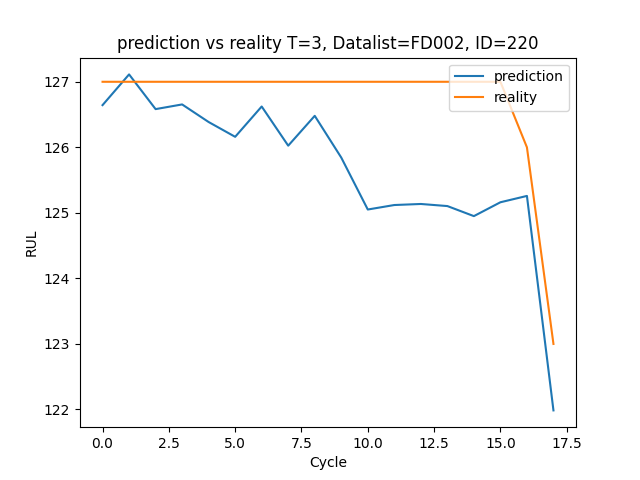 prediction vs reality T=3, Datalist=FD002, ID=220
prediction
reality
127
126
125
124
123
122
RUL
0.0 2.5 5.0 7.5 10.0 12.5 15.0 17.5
Cycle